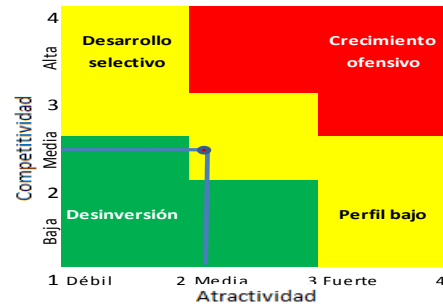 4
Desarrollo
selectivo
Crecimiento
ofensivo
Alta
3
Competitividad
Media
2
Desinversión
Perfil bajo
Baja
1 Débil 2 Media 3 Fuerte 4
Atractividad